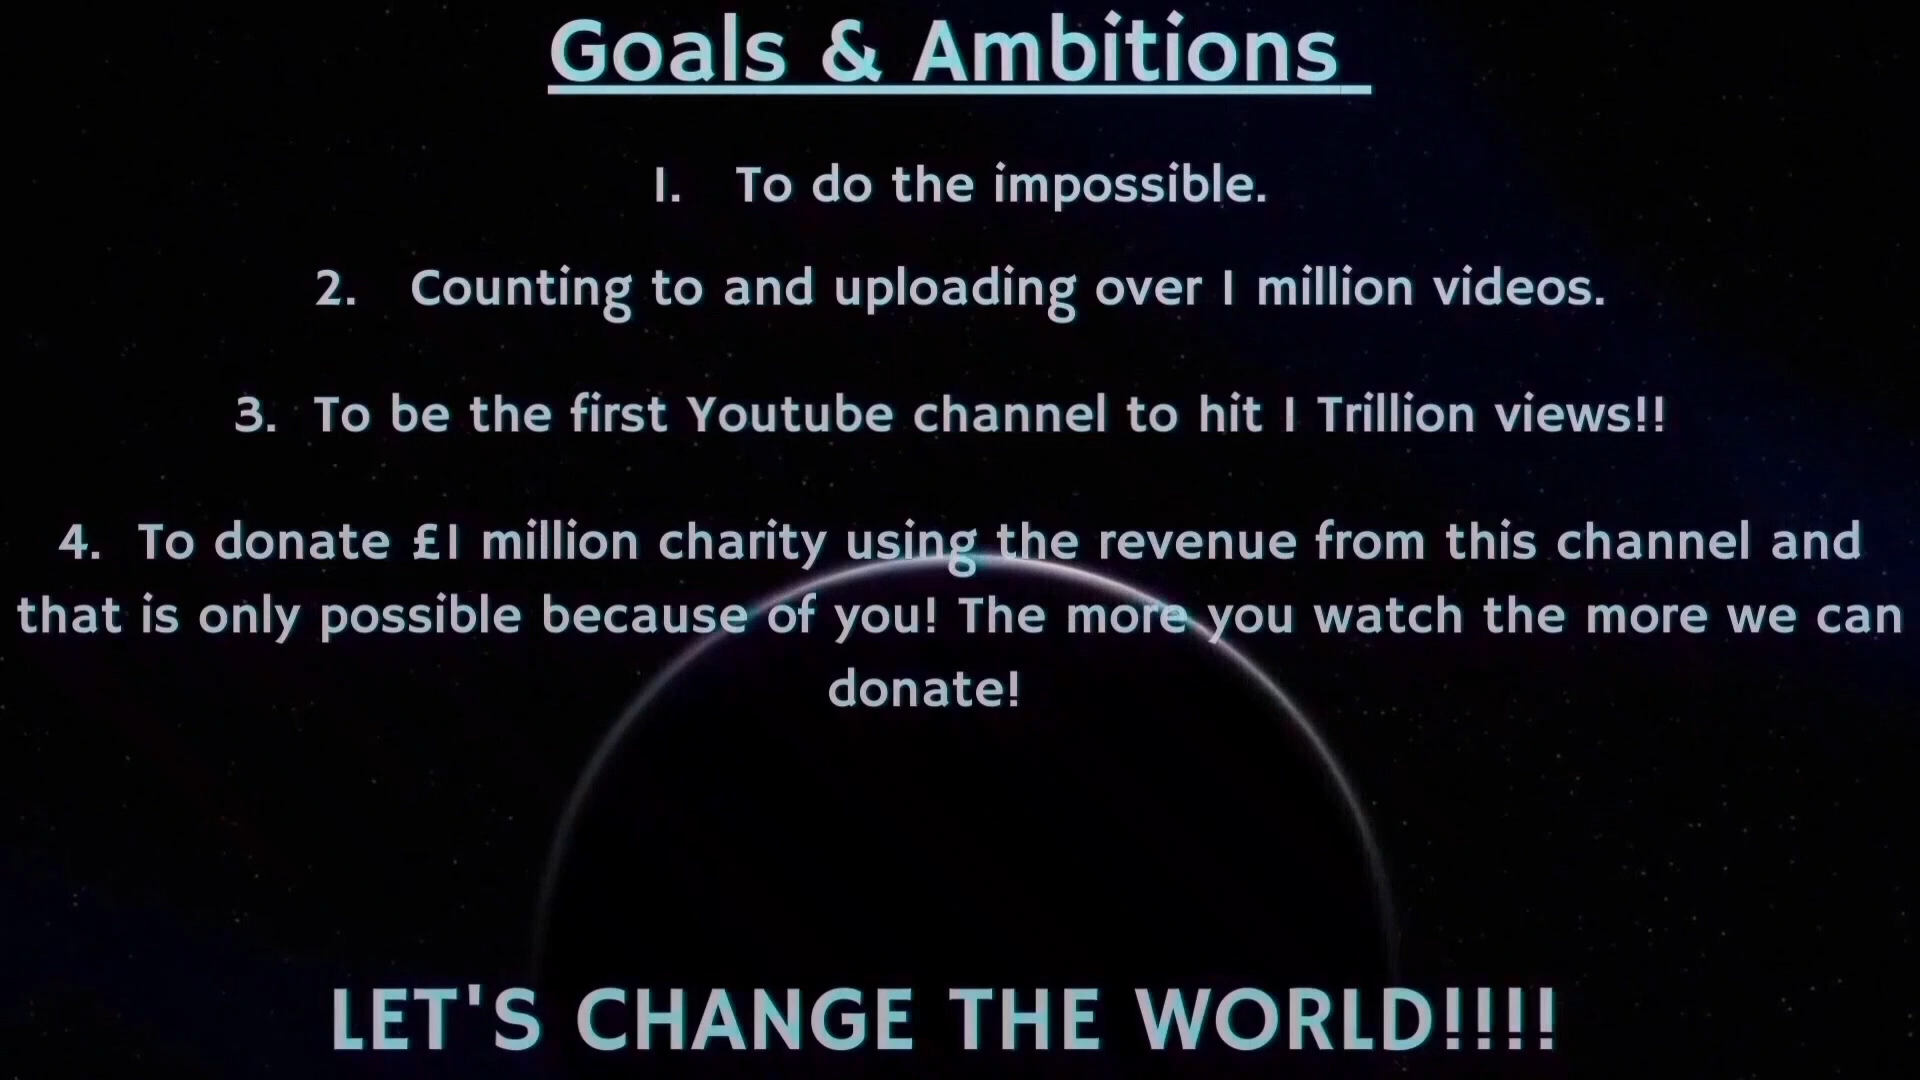 Goals & Ambitions
1. To do the impossible.
2. Counting to and uploading over 1 million videos.
3. To be the first Youtube channel to hit 1 Trillion views!!
4. To donate £1 million charity using the revenue from this channel and
that is only possible because of you! The more you watch the more we can
donate!
LET'S CHANGE THE WORLD!!!!